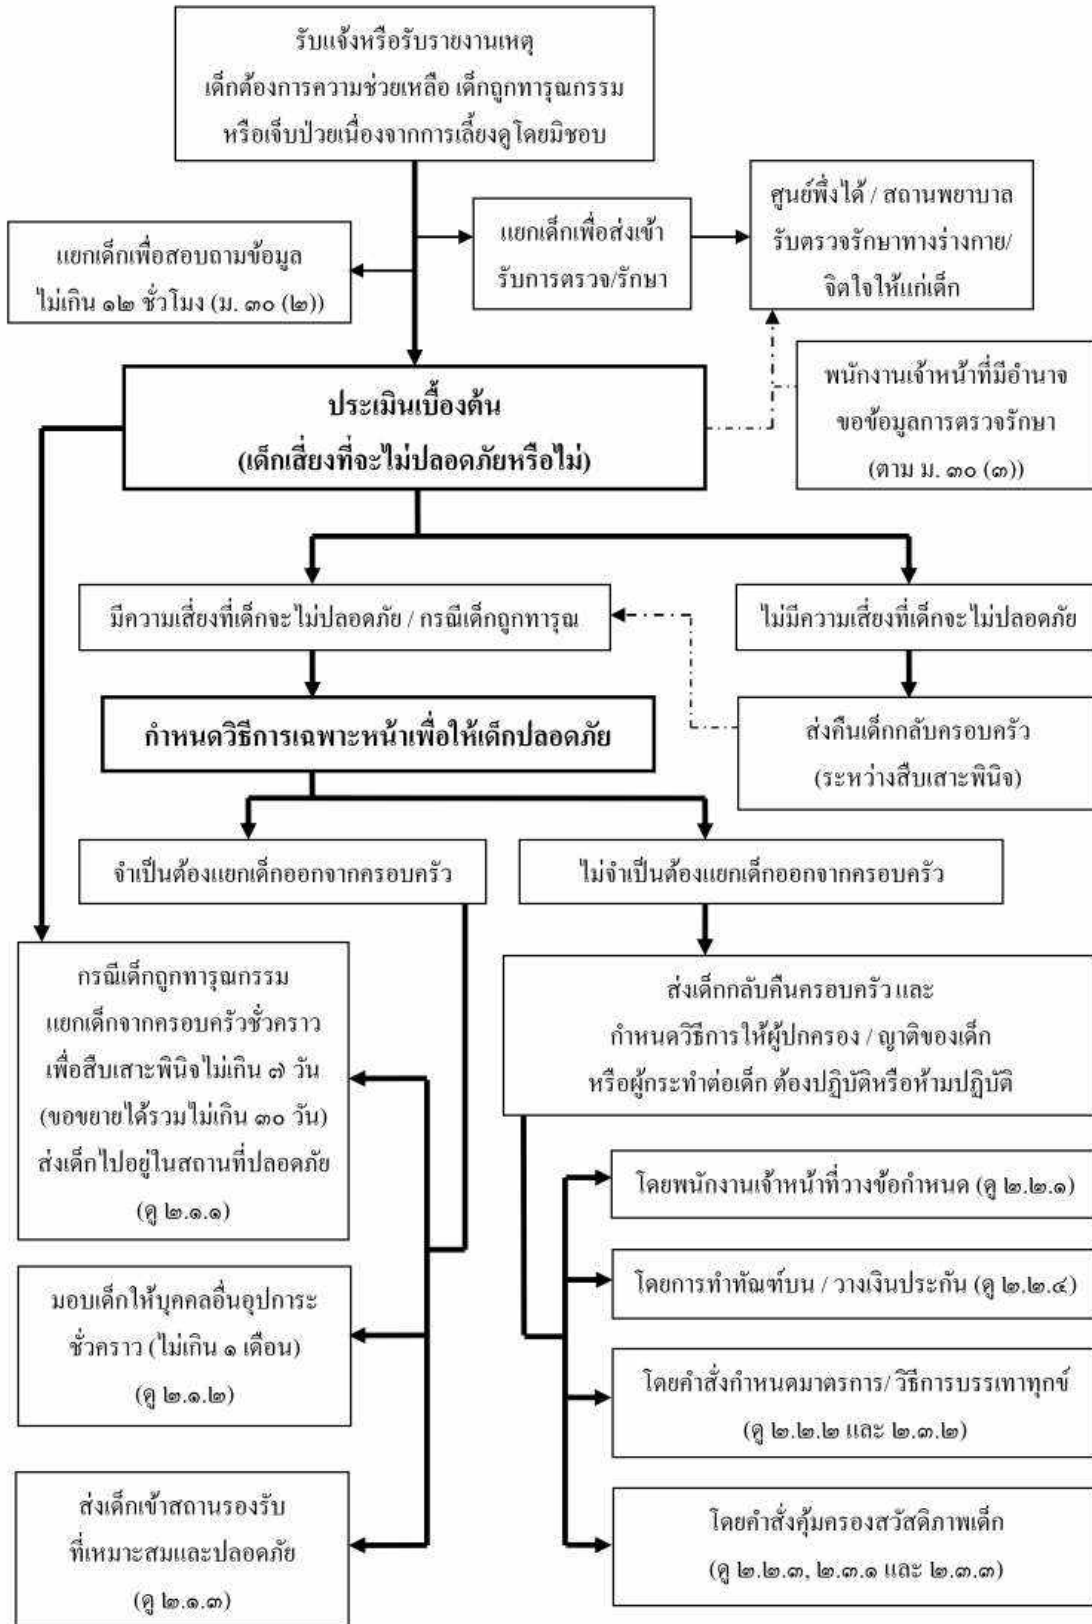 รับแจ้งหรือรับรายงานเหตุ
เด็กต้องการความช่วยเหลือ เด็กถูกทารุณกรรม
หรือเจ็บป่วยเนื่องจากการเลี้ยงดูโดยมิชอบ
แยกเด็กเพื่อสอบถามข้อมูล
ไม่เกิน ๑๒ ชั่วโมง (ม. ๓๐ (๒))
แยกเด็กเพื่อส่งเข้า
รับการตรวจ/รักษา
ศูนย์พึ่งได้ / สถานพยาบาล
รับตรวจรักษาทางร่างกาย/
จิตใจให้แก่เด็ก
พนักงานเจ้าหน้าที่มีอำนาจ
ขอข้อมูลการตรวจรักษา
(ตาม ม. ๓๐ (๓))
ประเมินเบื้องต้น
(เด็กเสี่ยงที่จะไม่ปลอดภัยหรือไม่)
มีความเสี่ยงที่เด็กจะไม่ปลอดภัย / กรณีเด็กถูกทารุณ
ไม่มีความเสี่ยงที่เด็กจะไม่ปลอดภัย
กำหนดวิธีการเฉพาะหน้าเพื่อให้เด็กปลอดภัย
ส่งคืนเด็กกลับครอบครัว
(ระหว่างสืบเสาะพินิจ)
จำเป็นต้องแยกเด็กออกจากครอบครัว
ไม่จำเป็นต้องแยกเด็กออกจากครอบครัว
กรณีเด็กถูกทารุณกรรม
แยกเด็กจากครอบครัวชั่วคราว
เพื่อสืบเสาะพินิจไม่เกิน ๗ วัน
(ขอขยายได้รวมไม่เกิน ๓๐ วัน)
ส่งเด็กไปอยู่ในสถานที่ปลอดภัย
(ดู ๒.๑.๑)
มอบเด็กให้บุคคลอื่นอุปการะ
ชั่วคราว (ไม่เกิน ๑ เดือน)
(ดู ๒.๑.๒)
ส่งเด็กเข้าสถานรองรับ
ที่เหมาะสมและปลอดภัย
(ดู ๒.๑.๓)
ส่งเด็กกลับคืนครอบครัว และ
กำหนดวิธีการให้ผู้ปกครอง / ญาติของเด็ก
หรือผู้กระทำต่อเด็ก ต้องปฏิบัติหรือห้ามปฏิบัติ
โดยพนักงานเจ้าหน้าที่วางข้อกำหนด (ดู ๒.๒.๑)
โดยการทำทัณฑ์บน / วางเงินประกัน (ดู ๒.๒.๔)
โดยคำสั่งกำหนดมาตรการ/ วิธีการบรรเทาทุกข์
(ดู ๒.๒.๒ และ ๒.๓.๒)
โดยคำสั่งคุ้มครองสวัสดิภาพเด็ก
(ดู ๒.๒.๓, ๒.๓.๑ และ ๒.๓.๓)